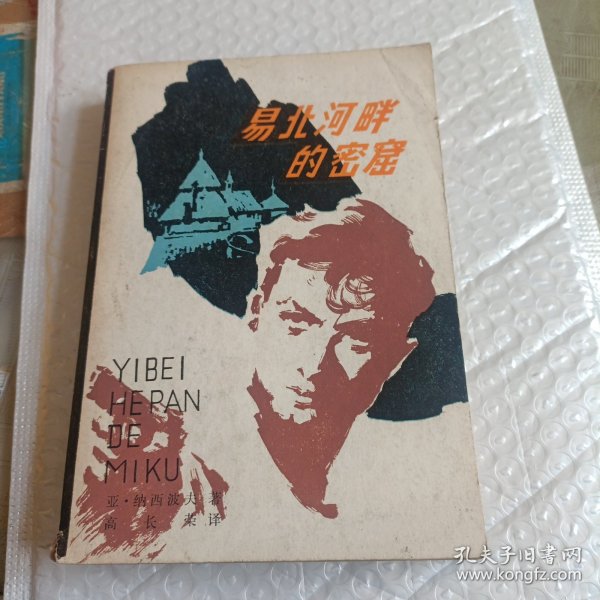 易北河畔
的密窟
YIBEI
HEPAN
DE
MIKU
亚·纳西波夫 著
高长荣译
孔夫子旧书网
www.kongfz.com